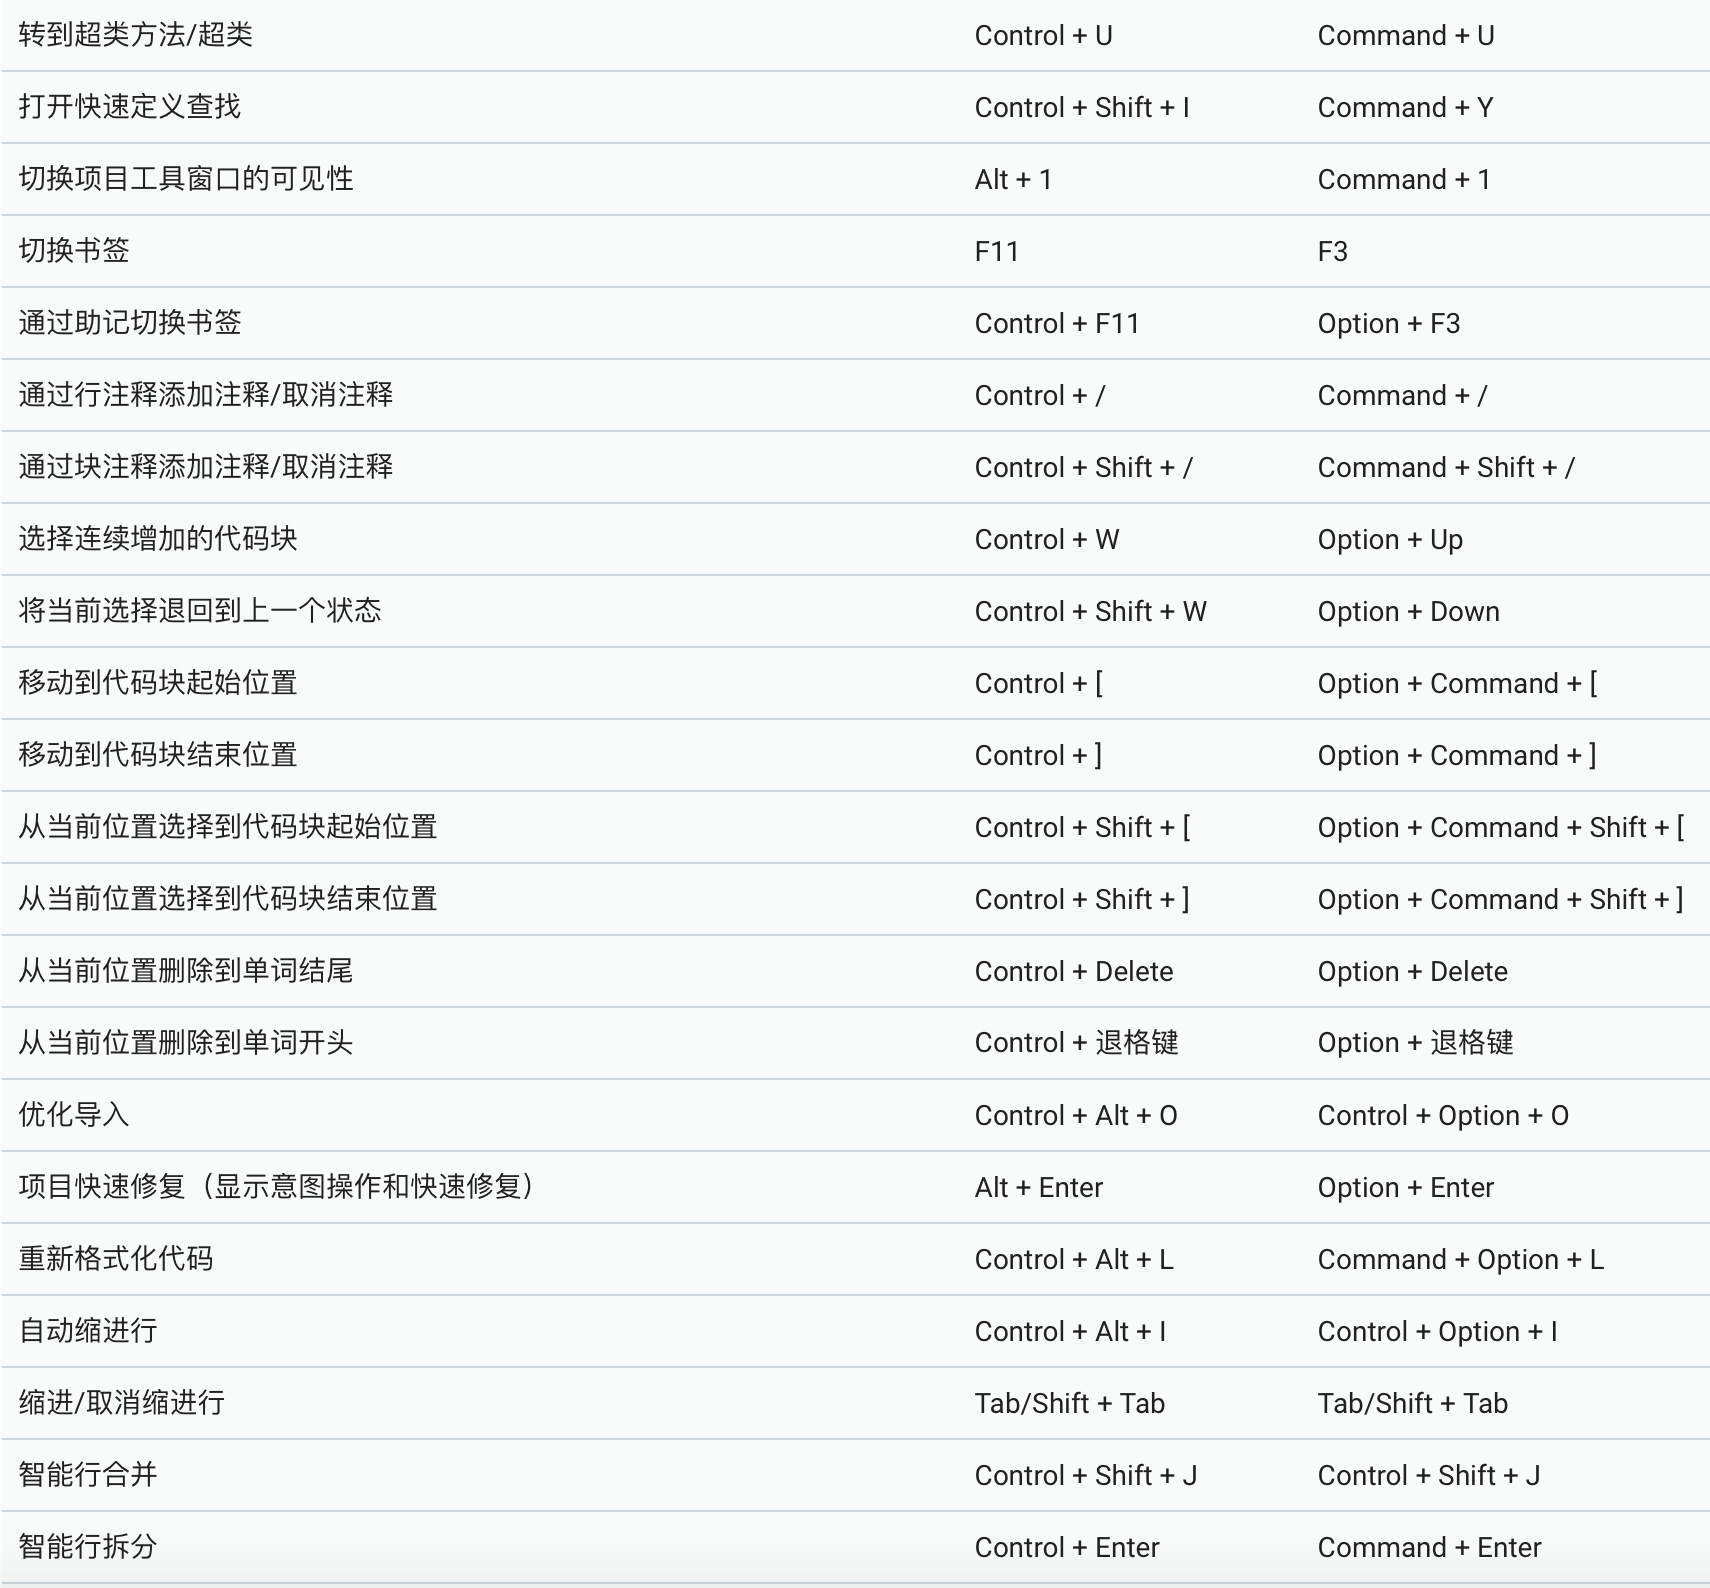 转到超类方法/超类 Control + U Command + U
打开快速定义查找 Control + Shift + I Command + Y
切换项目工具窗口的可见性 Alt + 1 Command + 1
切换书签 F11 F3
通过助记切换书签 Control + F11 Option + F3
通过行注释添加注释/取消注释 Control + / Command + /
通过块注释添加注释/取消注释 Control + Shift + / Command + Shift + /
选择连续增加的代码块 Control + W Option + Up
将当前选择退回到上一个状态 Control + Shift + W Option + Down
移动到代码块起始位置 Control + [ Option + Command + [
移动到代码块结束位置 Control + ] Option + Command + ]
从当前位置选择到代码块起始位置 Control + Shift + [ Option + Command + Shift + [
从当前位置选择到代码块结束位置 Control + Shift + ] Option + Command + Shift + ]
从当前位置删除到单词结尾 Control + Delete Option + Delete
从当前位置删除到单词开头 Control + 退格键 Option + 退格键
优化导入 Control + Alt + O Control + Option + O
项目快速修复（显示意图操作和快速修复） Alt + Enter Option + Enter
重新格式化代码 Control + Alt + L Command + Option + L
自动缩进行 Control + Alt + I Control + Option + I
缩进/取消缩进行 Tab/Shift + Tab Tab/Shift + Tab
智能行合并 Control + Shift + J Control + Shift + J
智能行拆分 Control + Enter Command + Enter